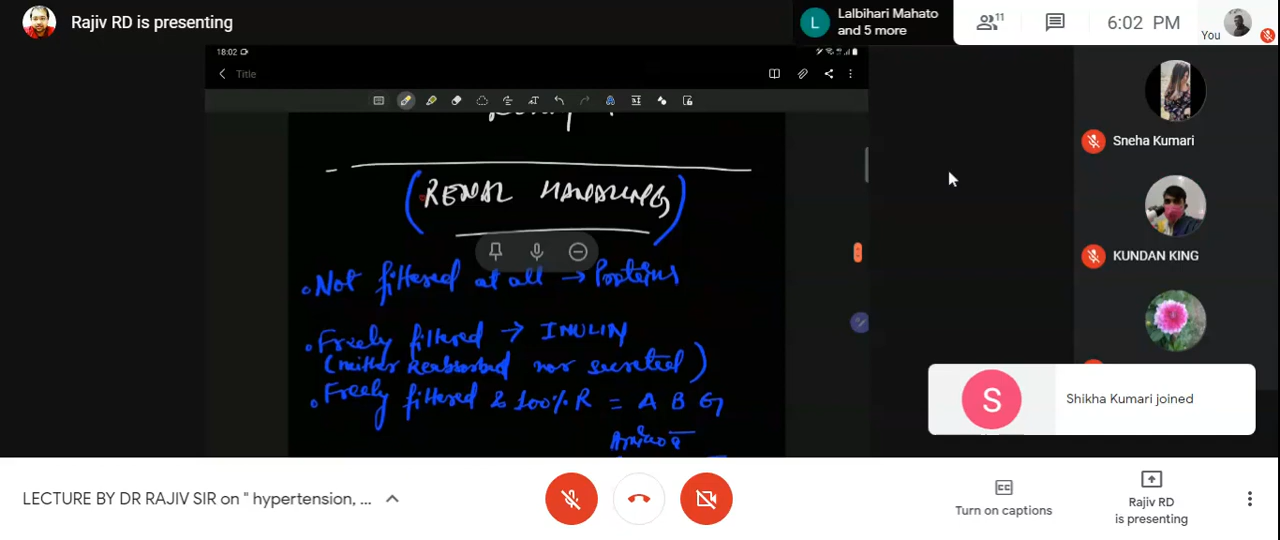 Rajiv RD is presenting
L
Lalbihari Mahato
and 5 more
11
6:02 PM
You
18:02
Title
(RENAL HANDLING)
Not filtered at all → Proteins
Freely filtered → INULIN
(neither Reabsorbed nor secreted)
Freely filtered & 100% R = A B G
Amino a
Sneha Kumari
KUNDAN KING
S
Shikha Kumari joined
LECTURE BY DR RAJIV SIR on " hypertension, ...
Turn on captions
Rajiv RD
is presenting